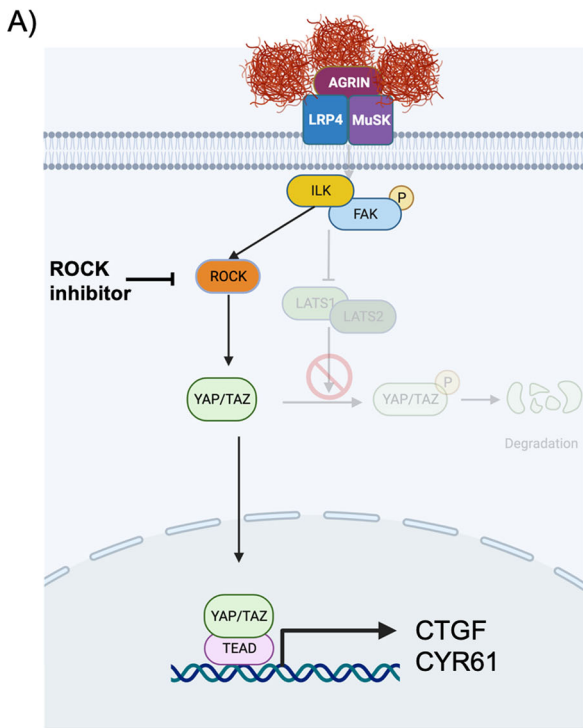 A)
AGRIN
LRP4 MuSK
ILK
P
FAK
ROCK
inhibitor
ROCK
LATS1
LATS2
YAP/TAZ
YAP/TAZ
P
Degradation
YAP/TAZ
TEAD
CTGF
CYR61